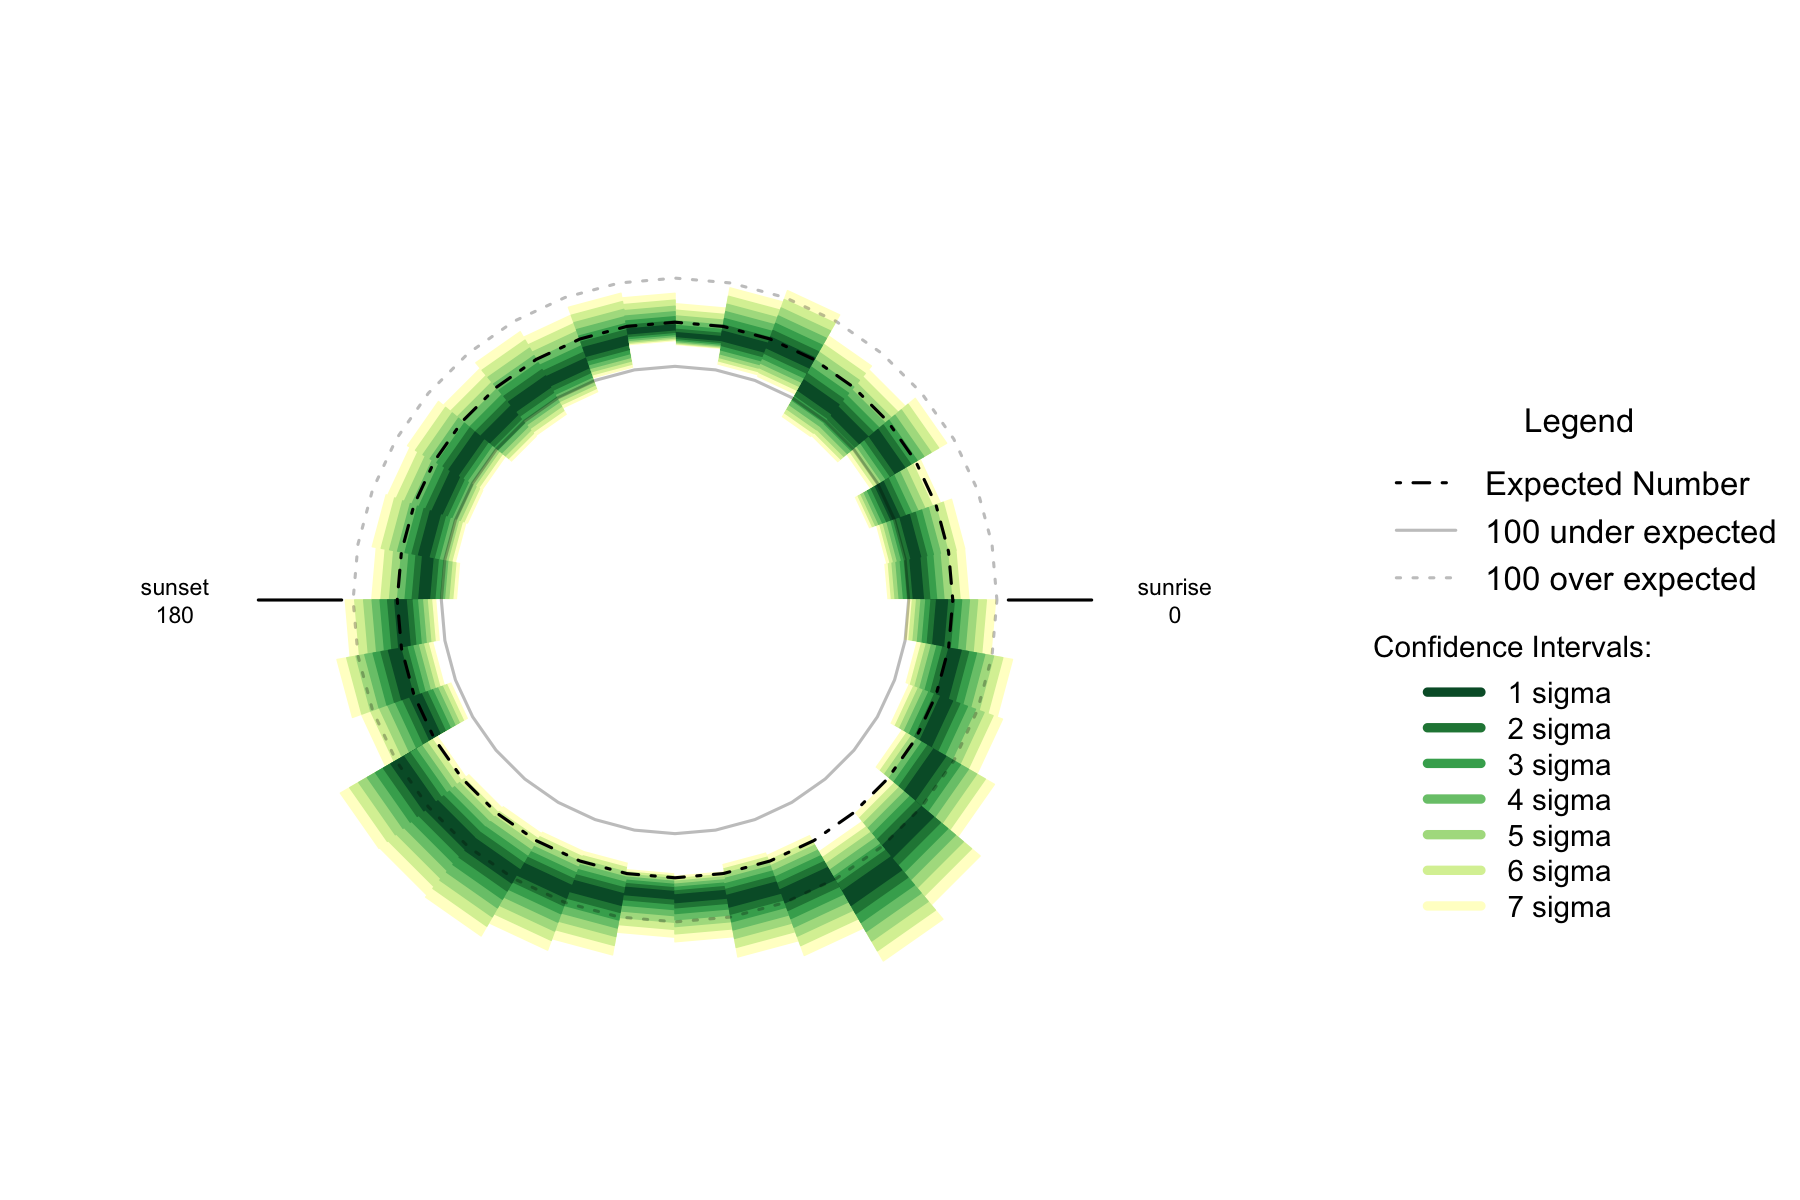 sunset
180
sunrise
0
Legend
Expected Number
100 under expected
100 over expected
Confidence Intervals:
1 sigma
2 sigma
3 sigma
4 sigma
5 sigma
6 sigma
7 sigma